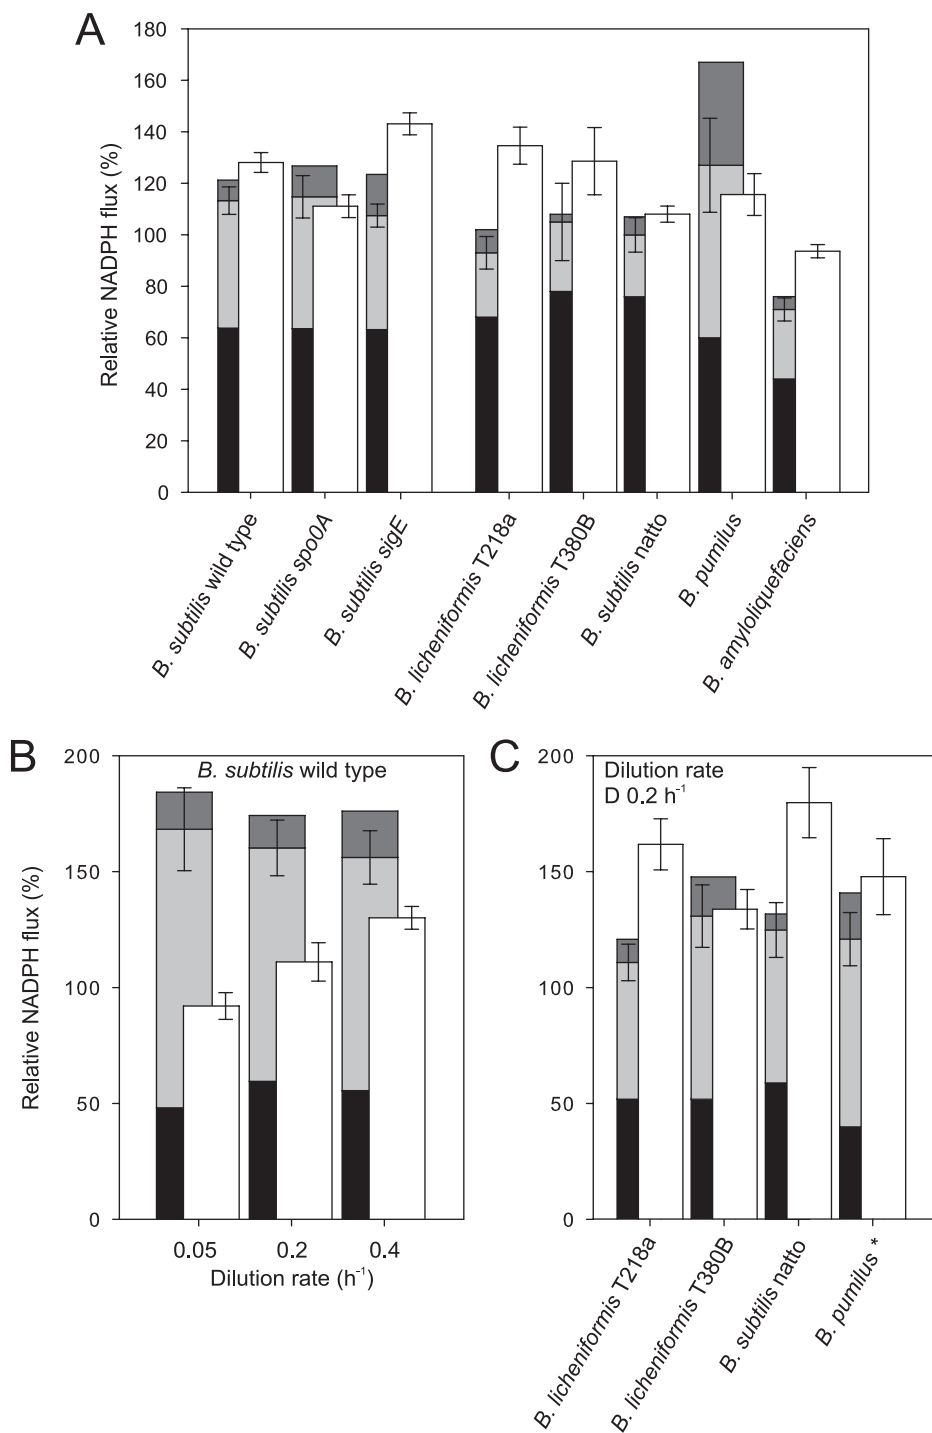 A
Relative NADPH flux (%)
180
160
140
120
100
80
60
40
20
0
B. subtilis wild type
B. subtilis spo0A
B. subtilis sigE
B. licheniformis T218a
B. licheniformis T380B
B. subtilis natto
B. pumilus
B. amyloliquefaciens
B
B. subtilis wild type
Relative NADPH flux (%)
200
150
100
50
0
0.05
0.2
0.4
Dilution rate (h⁻¹)
C
Dilution rate
D 0.2 h⁻¹
200
150
100
50
0
B. licheniformis T218a
B. licheniformis T380B
B. subtilis natto
B. pumilus *